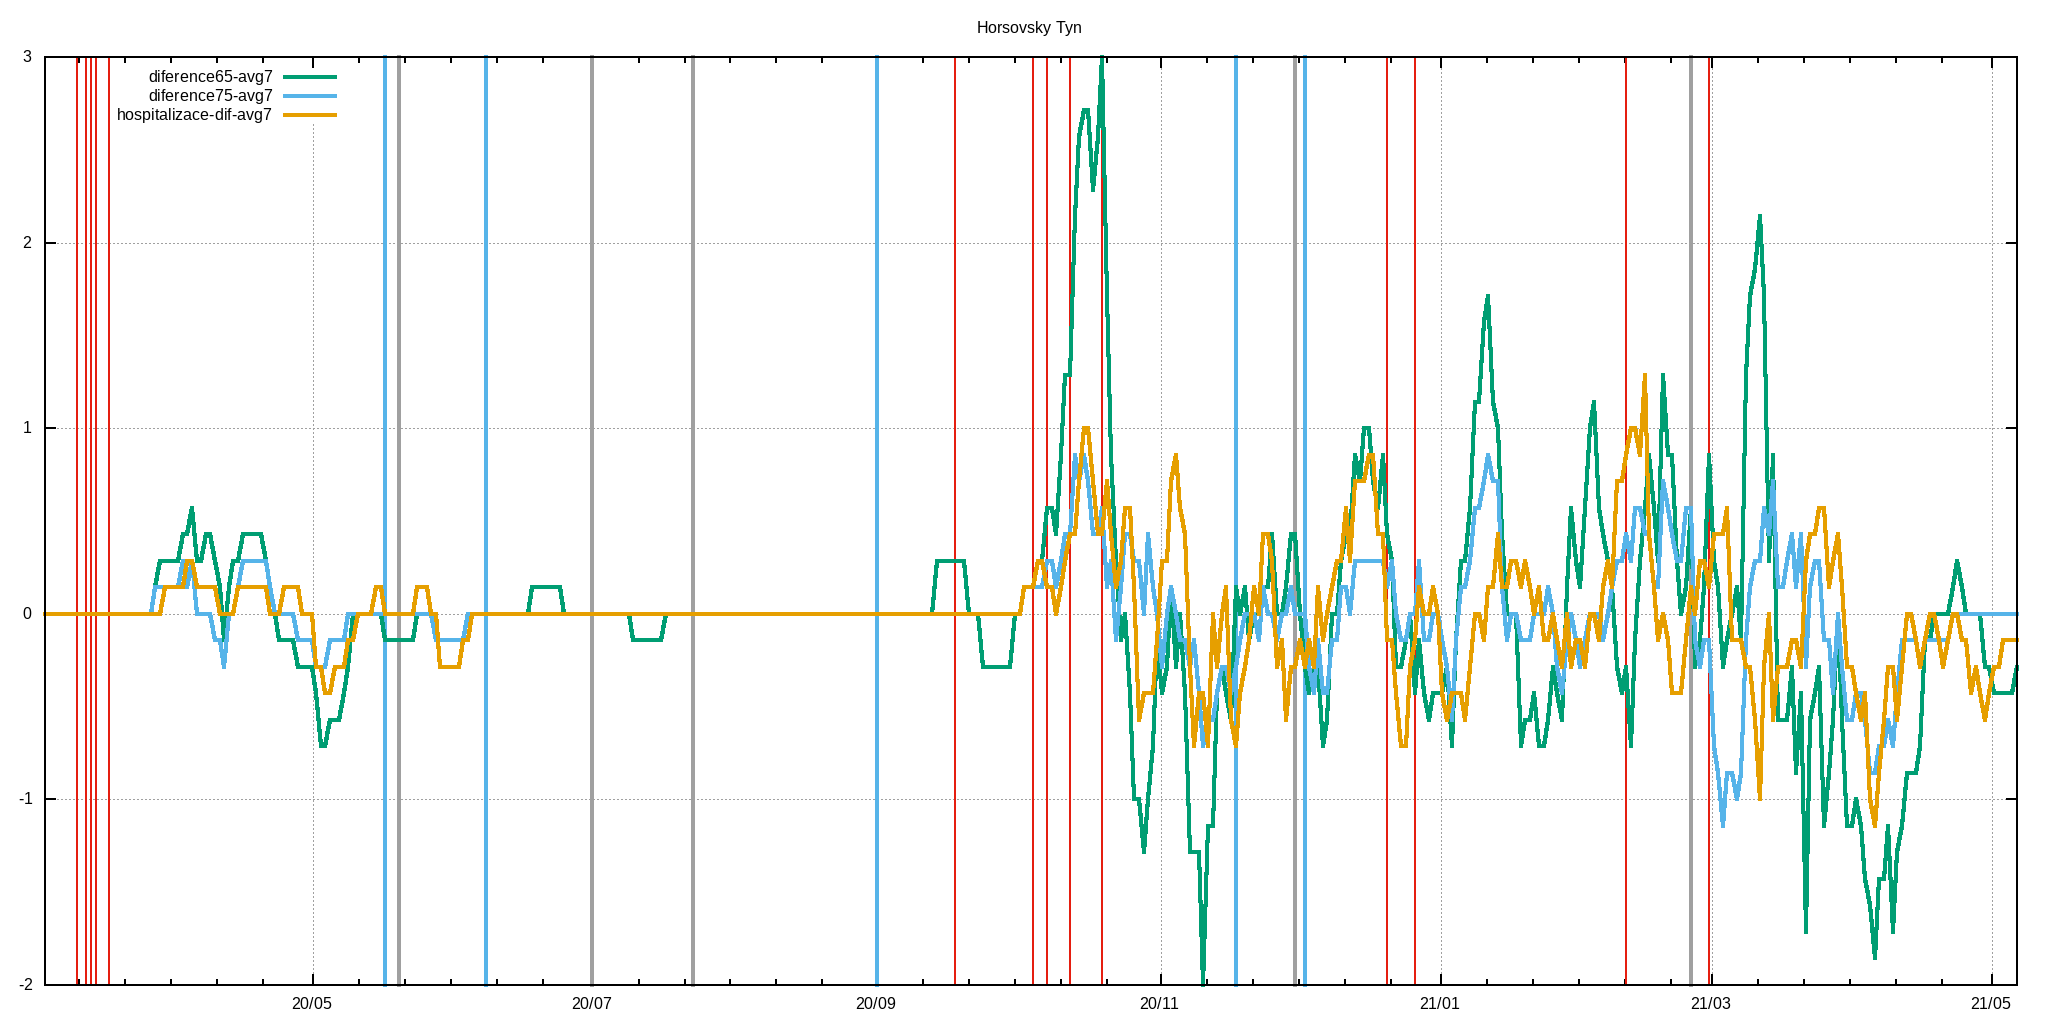 Horsovsky Tyn
diference65-avg7
diference75-avg7
hospitalizace-dif-avg7
3
2
1
0
-1
-2
20/05 20/07 20/09 20/11 21/01 21/03 21/05